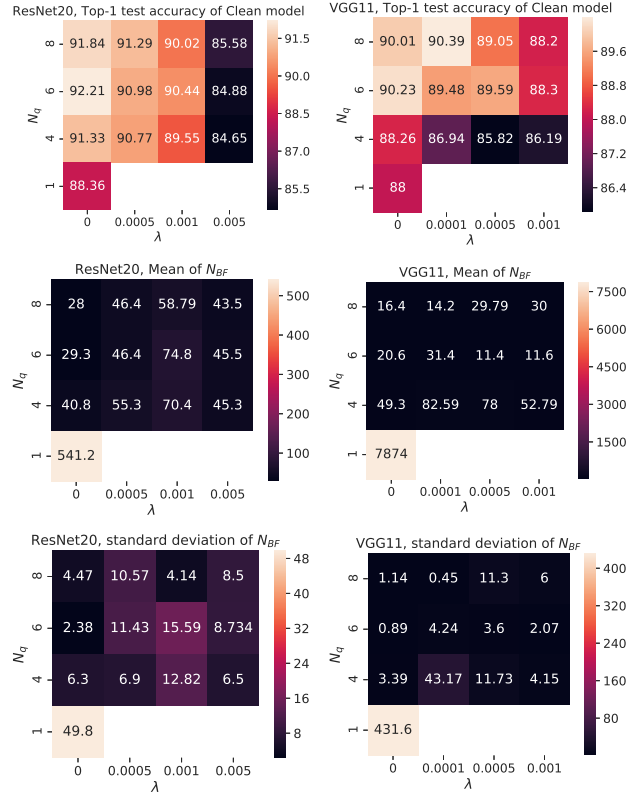 ResNet20, Top-1 test accuracy of Clean model
8 91.84 91.29 90.02 85.58
6 92.21 90.98 90.44 84.88
4 91.33 90.77 89.55 84.65
1 88.36
N_q
0 0.0005 0.001 0.005
λ
92.0
90.5
89.0
87.5
86.0
VGG11, Top-1 test accuracy of Clean model
8 90.01 90.39 89.05 88.2
6 90.23 89.48 89.59 88.3
4 88.26 86.94 85.82 86.19
1 88
0 0.0001 0.0005 0.001
λ
90.4
89.6
88.8
88.0
87.2
86.4
ResNet20, Mean of N_BF
8 28 46.4 58.79 43.5
6 29.3 46.4 74.8 45.5
4 40.8 55.3 70.4 45.3
1 541.2
N_q
0 0.0005 0.001 0.005
λ
500
400
300
200
100
VGG11, Mean of N_BF
8 16.4 14.2 29.79 30
6 20.6 31.4 11.4 11.6
4 49.3 82.59 78 52.79
1 7874
N_q
0 0.0001 0.0005 0.001
λ
7500
6000
4500
3000
1500
ResNet20, standard deviation of N_BF
8 4.47 10.57 4.14 8.5
6 2.38 11.43 15.59 8.734
4 6.3 6.9 12.82 6.5
1 49.8
N_q
0 0.0005 0.001 0.005
λ
48
40
32
24
16
8
VGG11, standard deviation of N_BF
8 1.14 0.45 11.3 6
6 0.89 4.24 3.6 2.07
4 3.39 43.17 11.73 4.15
1 431.6
N_q
0 0.0001 0.0005 0.001
λ
400
320
240
160
80